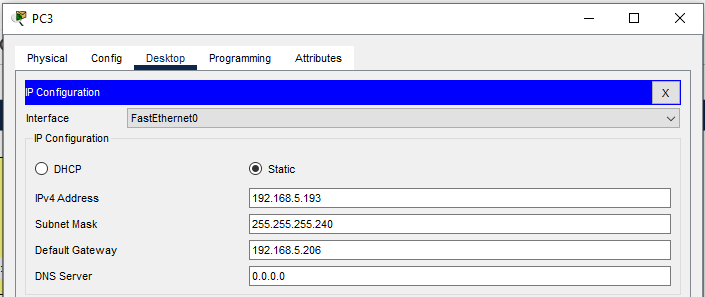 PC3
Physical Config Desktop Programming Attributes
IP Configuration X
Interface FastEthernet0
IP Configuration
DHCP Static
IPv4 Address 192.168.5.193
Subnet Mask 255.255.255.240
Default Gateway 192.168.5.206
DNS Server 0.0.0.0